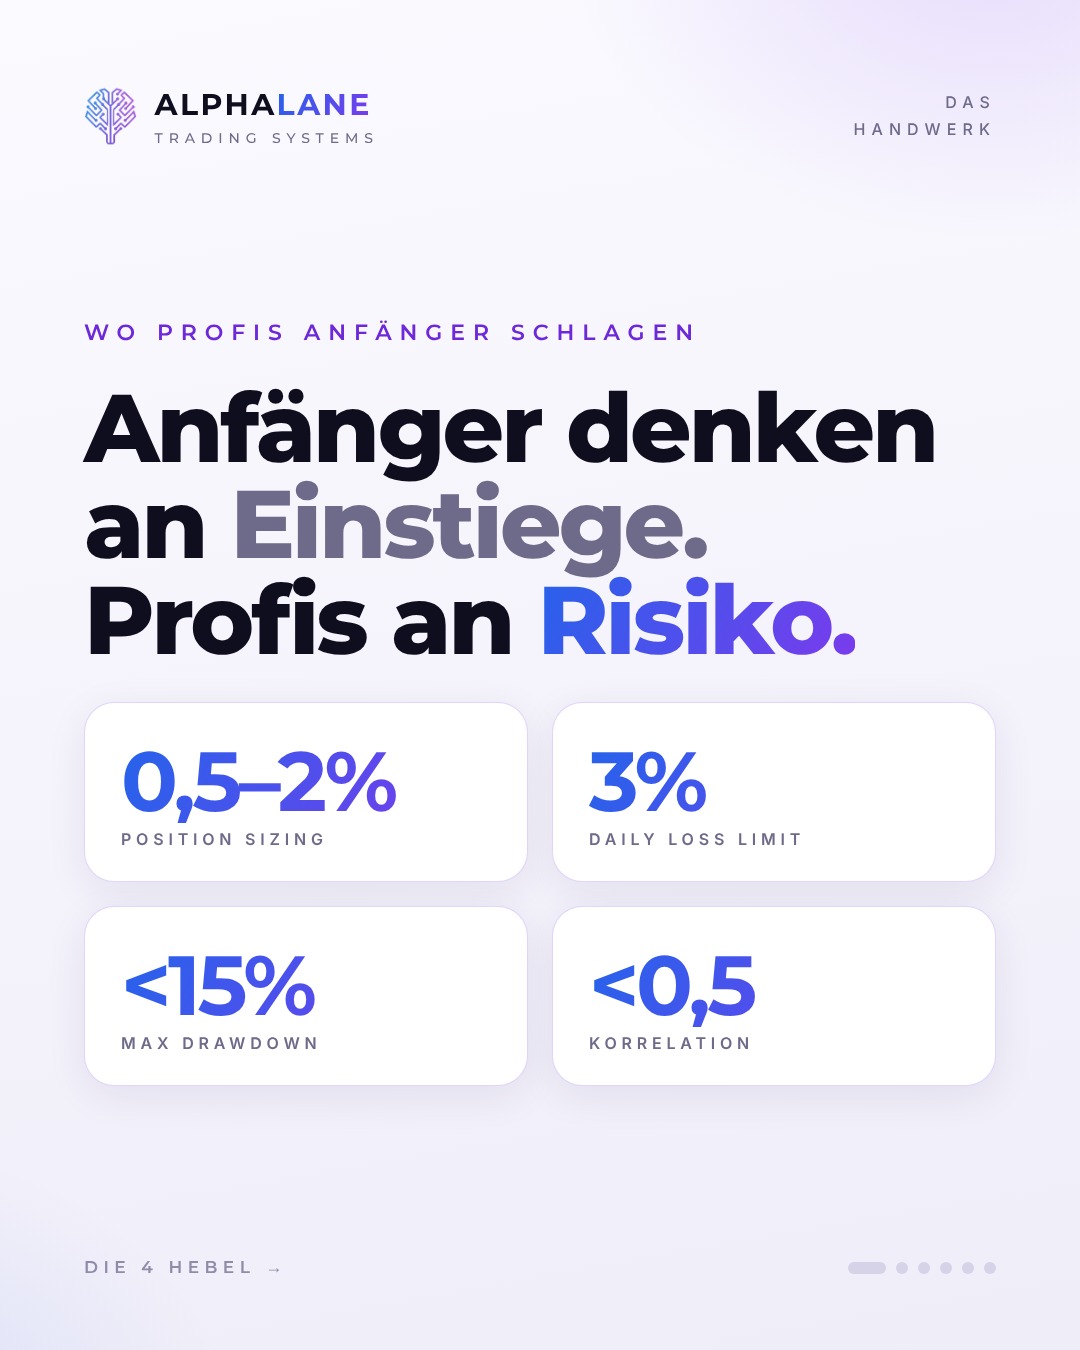 ALPHALANE
TRADING SYSTEMS
DAS
HANDWERK
WO PROFIS ANFÄNGER SCHLAGEN
Anfänger denken
an Einstiege.
Profis an Risiko.
0,5–2%
POSITION SIZING
3%
DAILY LOSS LIMIT
<15%
MAX DRAWDOWN
<0,5
KORRELATION
DIE 4 HEBEL →